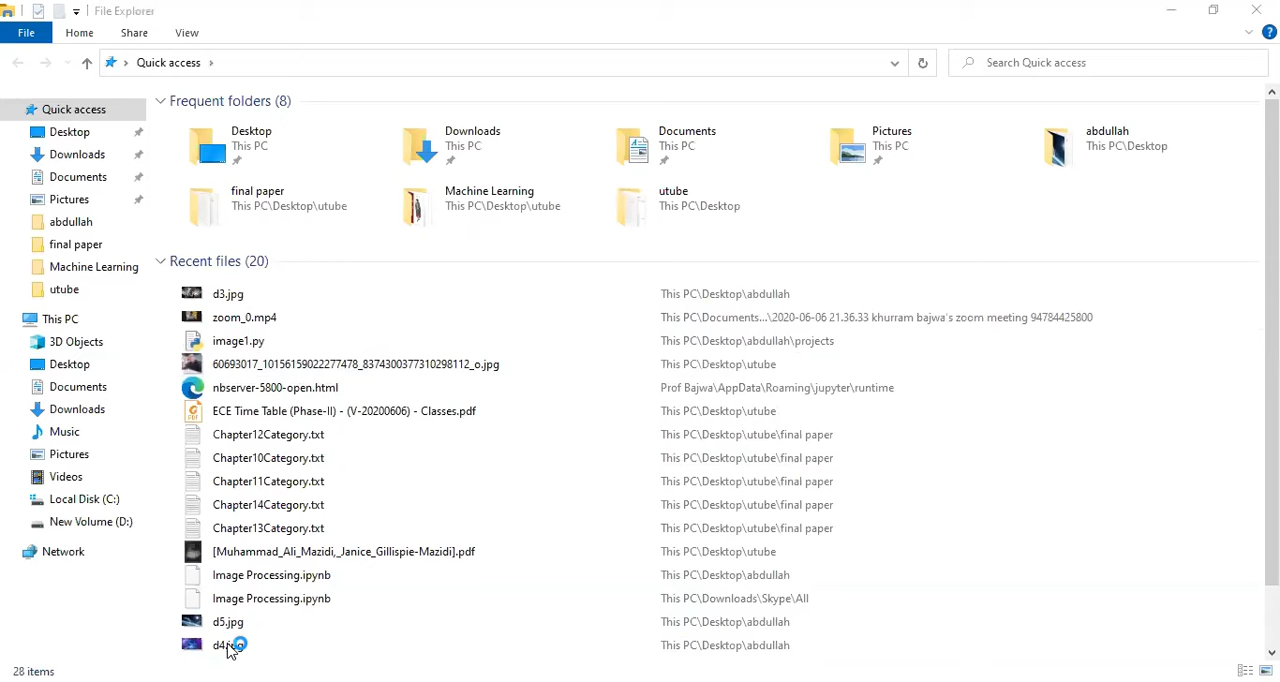 File Explorer
File Home Share View
Quick access Search Quick access
Quick access
Desktop
Downloads
Documents
Pictures
abdullah
final paper
Machine Learning
utube
This PC
3D Objects
Desktop
Documents
Downloads
Music
Pictures
Videos
Local Disk (C:)
New Volume (D:)
Network
Frequent folders (8)
Desktop
This PC
Downloads
This PC
Documents
This PC
Pictures
This PC
abdullah
This PC\Desktop
final paper
This PC\Desktop\utube
Machine Learning
This PC\Desktop\utube
utube
This PC\Desktop
Recent files (20)
d3.jpg This PC\Desktop\abdullah
zoom_0.mp4 This PC\Documents...\2020-06-06 21.36.33 khurram bajwa's zoom meeting 94784425800
image1.py This PC\Desktop\abdullah\projects
60693017_10156159022277478_8374300377310298112_o.jpg This PC\Desktop\utube
nbserver-5800-open.html Prof Bajwa\AppData\Roaming\jupyter\runtime
ECE Time Table (Phase-II) - (V-20200606) - Classes.pdf This PC\Desktop\utube
Chapter12Category.txt This PC\Desktop\utube\final paper
Chapter10Category.txt This PC\Desktop\utube\final paper
Chapter11Category.txt This PC\Desktop\utube\final paper
Chapter14Category.txt This PC\Desktop\utube\final paper
Chapter13Category.txt This PC\Desktop\utube\final paper
[Muhammad_Ali_Mazidi,_Janice_Gillispie-Mazidi].pdf This PC\Desktop\utube
Image Processing.ipynb This PC\Desktop\abdullah
Image Processing.ipynb This PC\Downloads\Skype\All
d5.jpg This PC\Desktop\abdullah
d4.jpg This PC\Desktop\abdullah
28 items